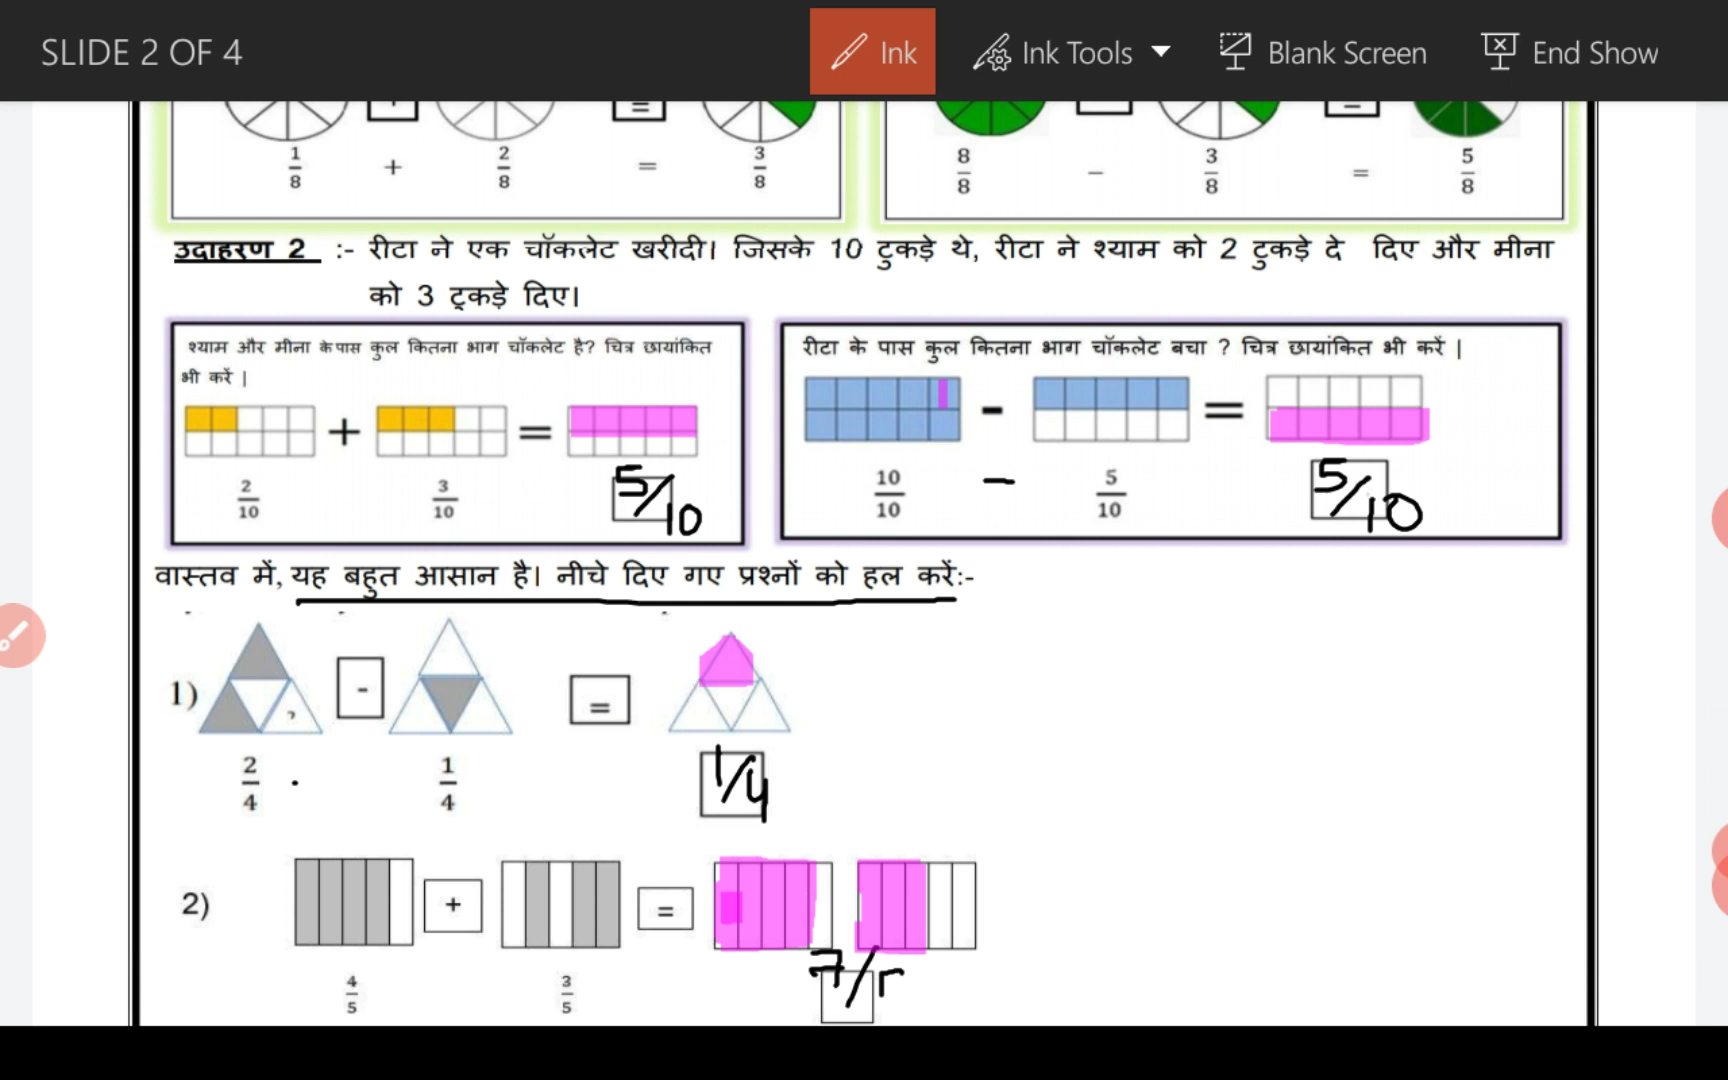 SLIDE 2 OF 4 Ink Ink Tools Blank Screen End Show
1/8 + 2/8 = 3/8 8/8 - 3/8 = 5/8
उदाहरण 2 :- रीटा ने एक चॉकलेट खरीदी। जिसके 10 टुकड़े थे, रीटा ने श्याम को 2 टुकड़े दे दिए और मीना
को 3 टुकड़े दिए।
श्याम और मीना के पास कुल कितना भाग चॉकलेट है? चित्र छायांकित
भी करें |
+ =
2/10 3/10 5/10
रीटा के पास कुल कितना भाग चॉकलेट बचा ? चित्र छायांकित भी करें |
- =
10/10 - 5/10 5/10
वास्तव में, यह बहुत आसान है। नीचे दिए गए प्रश्नों को हल करें:-
1) - =
2/4 1/4 1/4
2) + =
4/5 3/5 7/